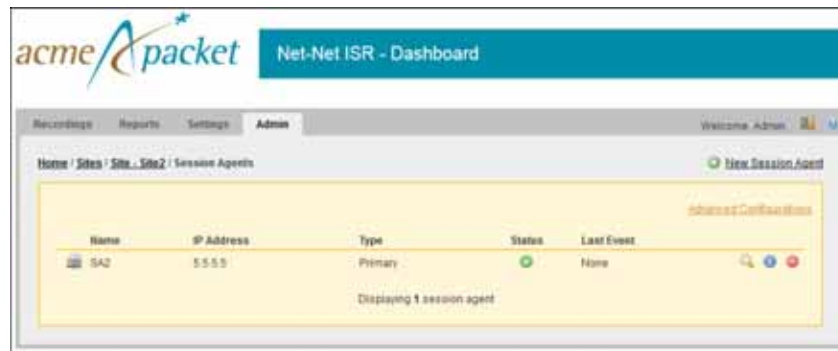 acme packet
Net-Net ISR - Dashboard
Recordings Reports Settings Admin
Welcome, Admin
Home / Sites / Site - Site2 / Session Agents
New Session Agent
Advanced Configurations
Name IP Address Type Status Last Event
SA2 5.5.5.5 Primary None
Displaying 1 session agent